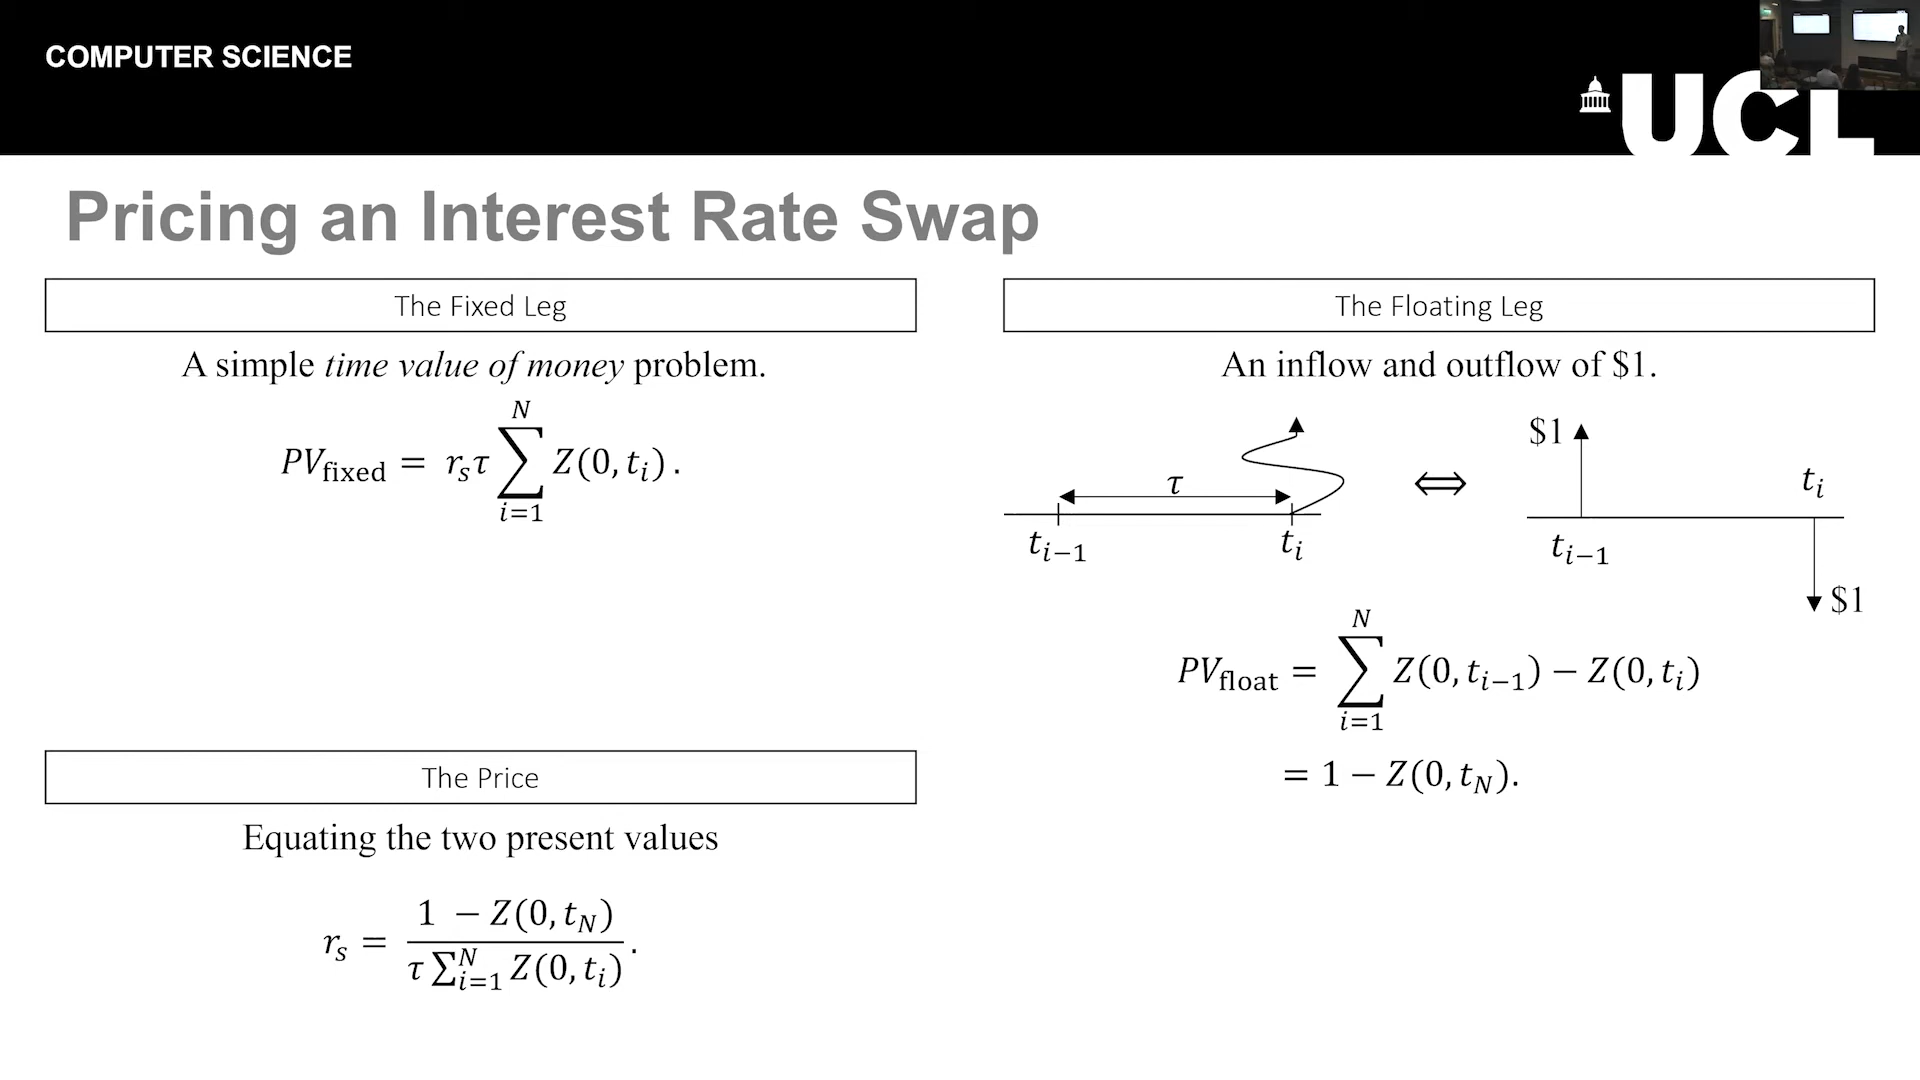 COMPUTER SCIENCE
UCL
Pricing an Interest Rate Swap
The Fixed Leg
A simple time value of money problem.
PV_fixed = r_s τ ∑_{i=1}^{N} Z(0, t_i).
The Price
Equating the two present values
r_s = \frac{1 − Z(0, t_N)}{τ ∑_{i=1}^{N} Z(0, t_i)}.
The Floating Leg
An inflow and outflow of $1.
τ
t_{i−1}
t_i
⇔
$1
t_i
t_{i−1}
$1
PV_float = ∑_{i=1}^{N} Z(0, t_{i−1}) − Z(0, t_i)
= 1 − Z(0, t_N).